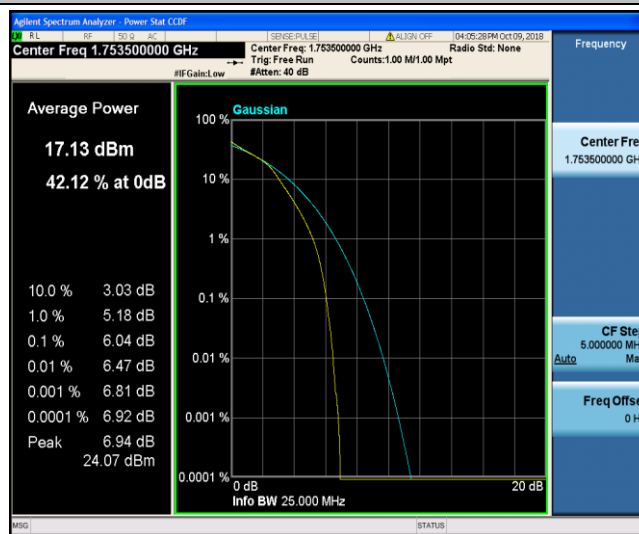 Agilent Spectrum Analyzer - Power Stat CCDF
RL RF 50 Ω AC SENSE:PULSE ALIGN OFF 04:05:28PM Oct 09, 2018
Center Freq 1.753500000 GHz
Center Freq: 1.753500000 GHz Radio Std: None
Trig: Free Run Counts:1.00 M/1.00 Mpt
#IFGain:Low #Atten: 40 dB
Frequency
Average Power
17.13 dBm
42.12 % at 0dB
10.0 % 3.03 dB
1.0 % 5.18 dB
0.1 % 6.04 dB
0.01 % 6.47 dB
0.001 % 6.81 dB
0.0001 % 6.92 dB
Peak 6.94 dB
24.07 dBm
Gaussian
100 %
10 %
1 %
0.1 %
0.01 %
0.001 %
0.0001 %
0 dB 20 dB
Info BW 25.000 MHz
Center Fre
1.753500000 GH
CF Ste
5.000000 MH
Auto Ma
Freq Offse
0 H
MSG STATUS